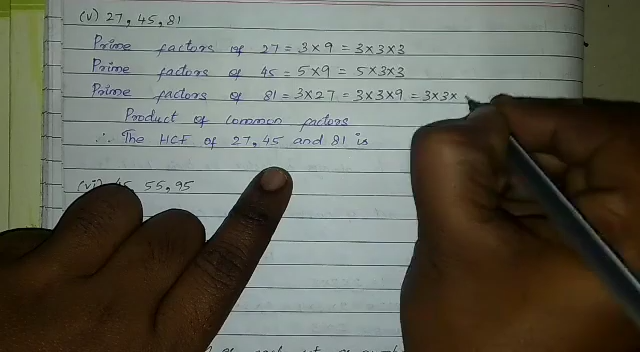 (v) 27, 45, 81
Prime factors of 27 = 3×9 = 3×3×3
Prime factors of 45 = 5×9 = 5×3×3
Prime factors of 81 = 3×27 = 3×3×9 = 3×3×
Product of common factors
∴ The HCF of 27, 45 and 81 is
(vi) 45, 55, 95